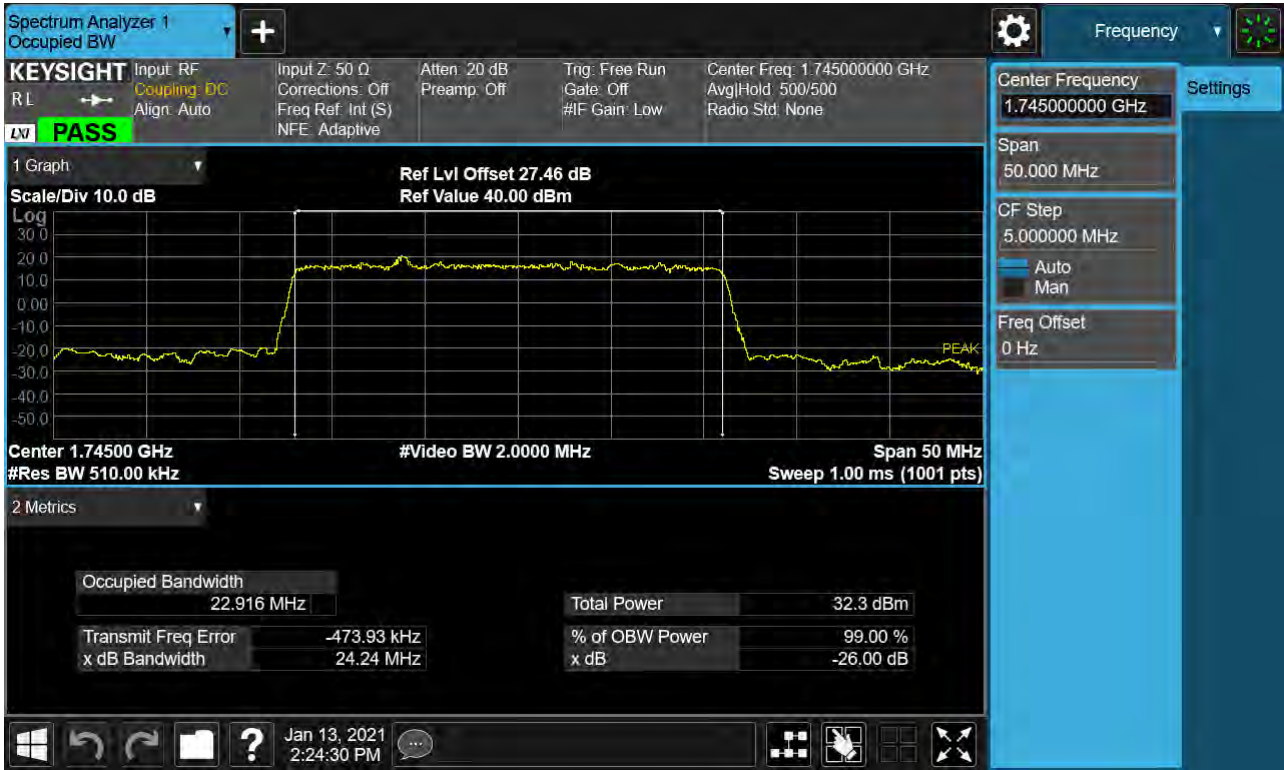 Spectrum Analyzer 1
Occupied BW
Frequency
KEYSIGHT
RL
LXI PASS
Input: RF
Coupling: DC
Align: Auto
Input Z: 50 Ω
Corrections: Off
Freq Ref: Int (S)
NFE: Adaptive
Atten: 20 dB
Preamp: Off
Trig: Free Run
Gate: Off
#IF Gain: Low
Center Freq: 1.745000000 GHz
Avg|Hold: 500/500
Radio Std: None
Center Frequency
1.745000000 GHz
Settings
Span
50.000 MHz
CF Step
5.000000 MHz
Auto
Man
Freq Offset
0 Hz
1 Graph
Scale/Div 10.0 dB
Ref Lvl Offset 27.46 dB
Ref Value 40.00 dBm
Log
30.0
20.0
10.0
0.00
-10.0
-20.0
-30.0
-40.0
-50.0
PEAK
Center 1.74500 GHz
#Video BW 2.0000 MHz
Span 50 MHz
#Res BW 510.00 kHz
Sweep 1.00 ms (1001 pts)
2 Metrics
Occupied Bandwidth
22.916 MHz
Total Power 32.3 dBm
Transmit Freq Error -473.93 kHz
% of OBW Power 99.00 %
x dB Bandwidth 24.24 MHz
x dB -26.00 dB
?
Jan 13, 2021
2:24:30 PM